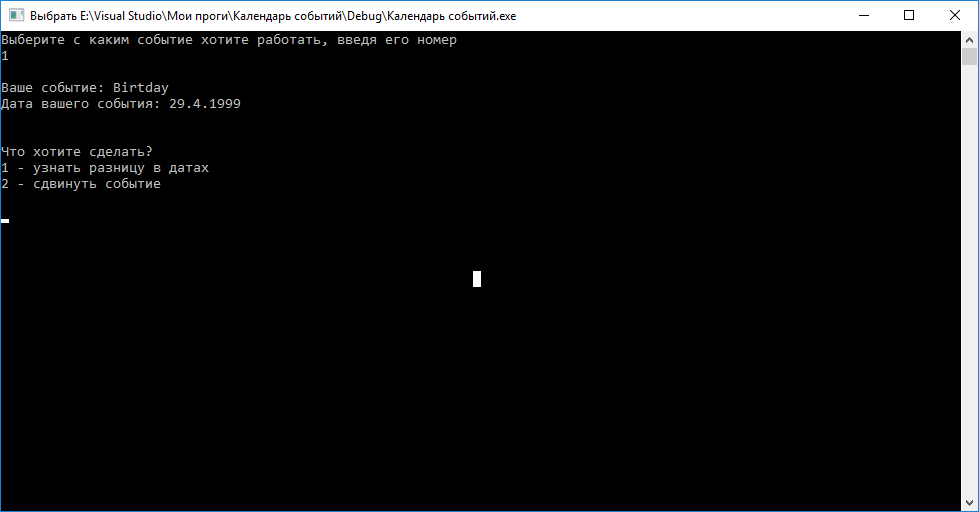 Выбрать E:\Visual Studio\Мои проги\Календарь событий\Debug\Календарь событий.exe
Выберите с каким событие хотите работать, введя его номер
1
Ваше событие: Birtday
Дата вашего события: 29.4.1999
Что хотите сделать?
1 - узнать разницу в датах
2 - сдвинуть событие